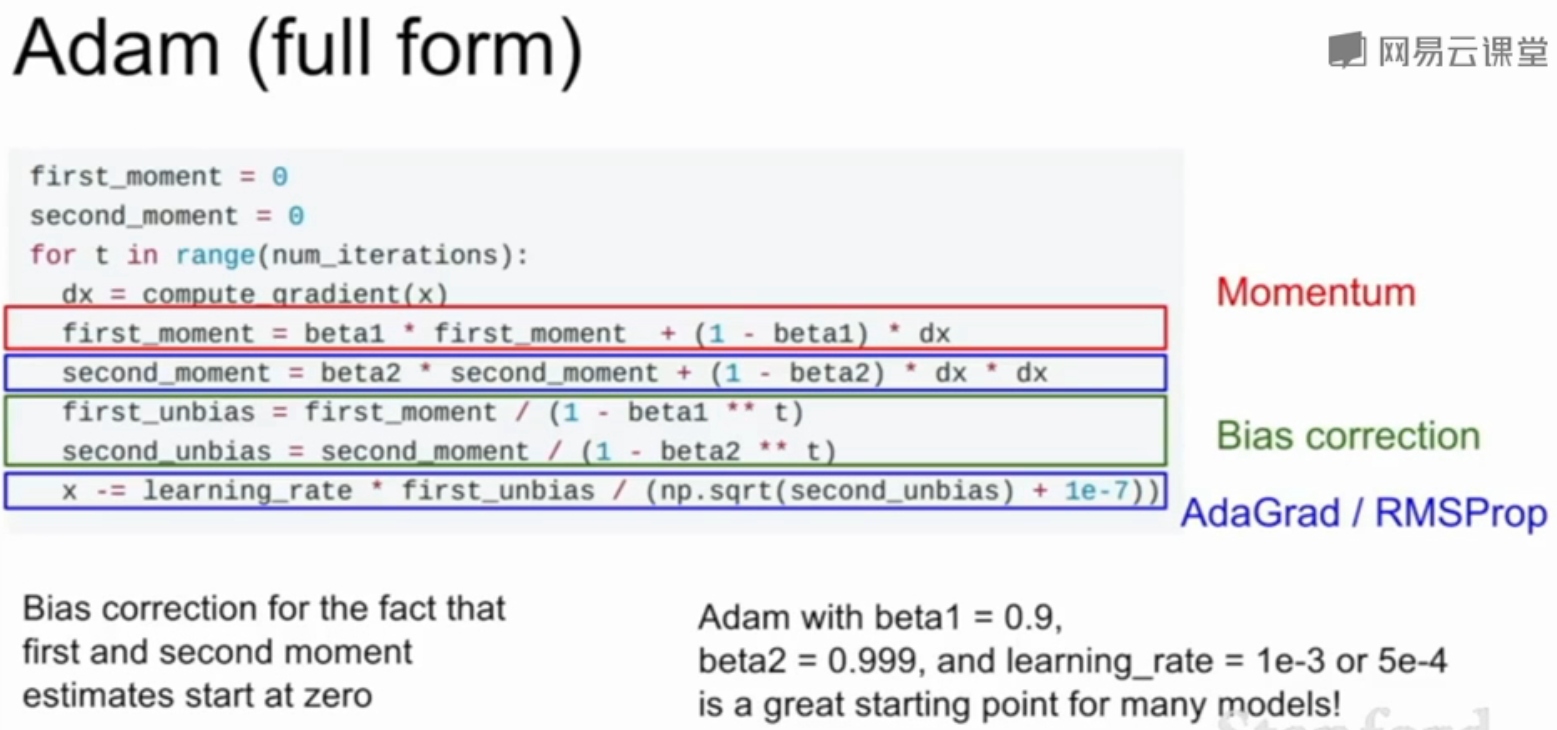 Adam (full form)
网易云课堂
first_moment = 0
second_moment = 0
for t in range(num_iterations):
dx = compute_gradient(x)
first_moment = beta1 * first_moment + (1 - beta1) * dx
second_moment = beta2 * second_moment + (1 - beta2) * dx * dx
first_unbias = first_moment / (1 - beta1 ** t)
second_unbias = second_moment / (1 - beta2 ** t)
x -= learning_rate * first_unbias / (np.sqrt(second_unbias) + 1e-7))
Momentum
Bias correction
AdaGrad / RMSProp
Bias correction for the fact that
first and second moment
estimates start at zero
Adam with beta1 = 0.9,
beta2 = 0.999, and learning_rate = 1e-3 or 5e-4
is a great starting point for many models!
Stanford